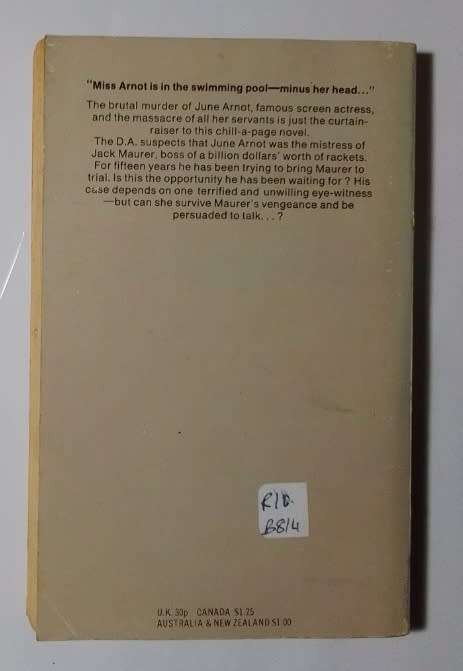 "Miss Arnot is in the swimming pool—minus her head..."
The brutal murder of June Arnot, famous screen actress,
and the massacre of all her servants is just the curtain-
raiser to this chill-a-page novel.
The D.A. suspects that June Arnot was the mistress of
Jack Maurer, boss of a billion dollars' worth of rackets.
For fifteen years he has been trying to bring Maurer to
trial. Is this the opportunity he has been waiting for? His
case depends on one terrified and unwilling eye-witness
—but can she survive Maurer's vengeance and be
persuaded to talk...?
B8/4
U.K. 30p CANADA $1.25
AUSTRALIA & NEW ZEALAND $1.00